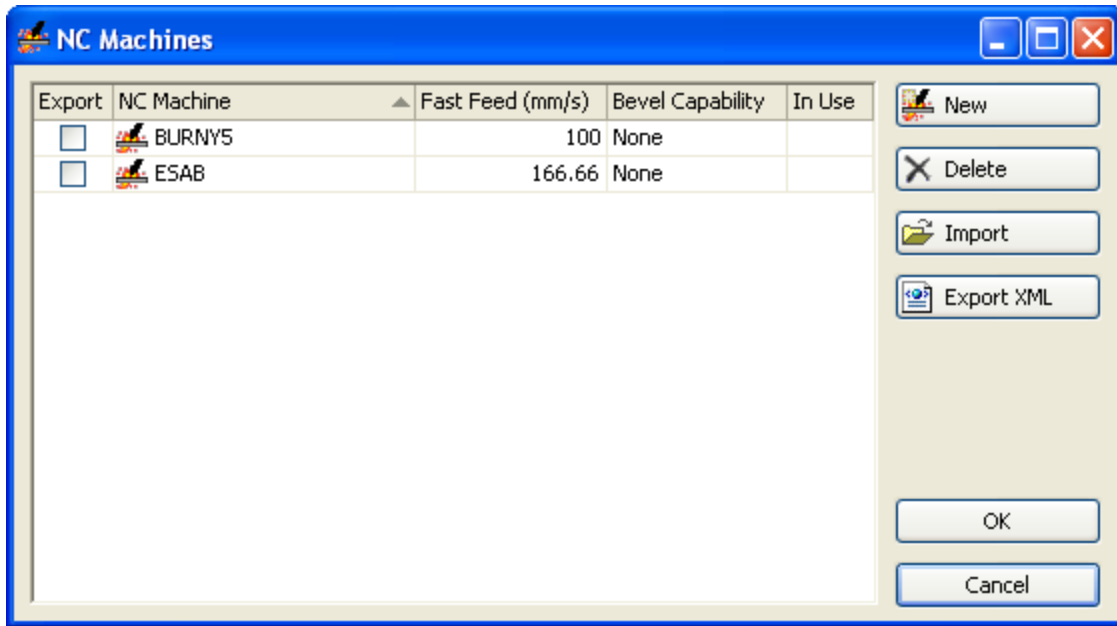 NC Machines
Export NC Machine Fast Feed (mm/s) Bevel Capability In Use
BURNY5 100 None
ESAB 166.66 None
New
Delete
Import
Export XML
OK
Cancel